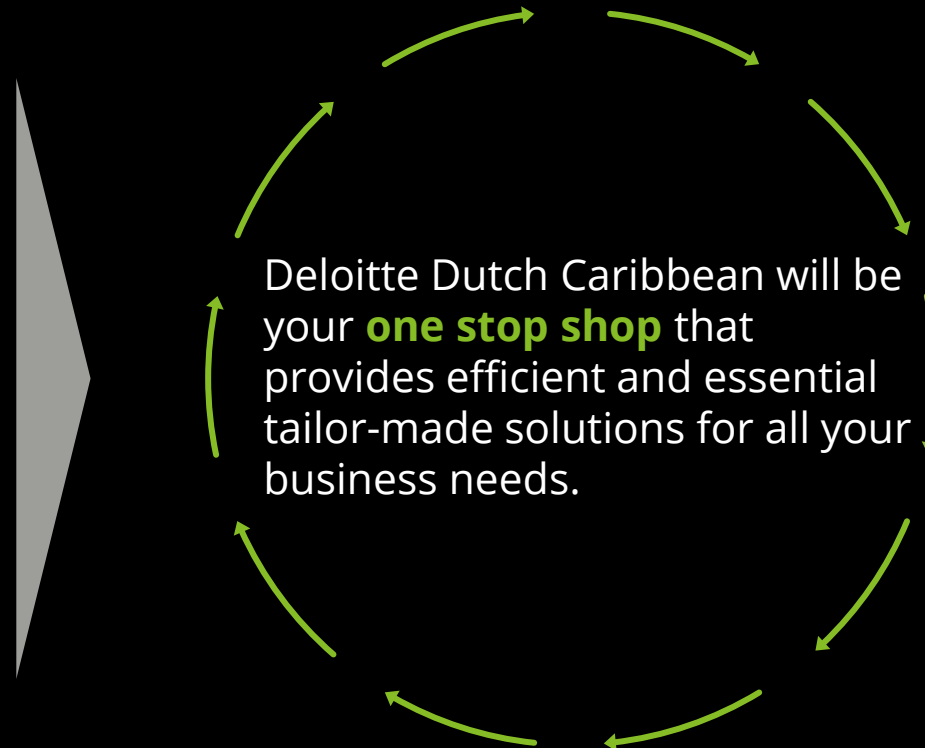 Deloitte Dutch Caribbean will be
your one stop shop that
provides efficient and essential
tailor-made solutions for all your
business needs.